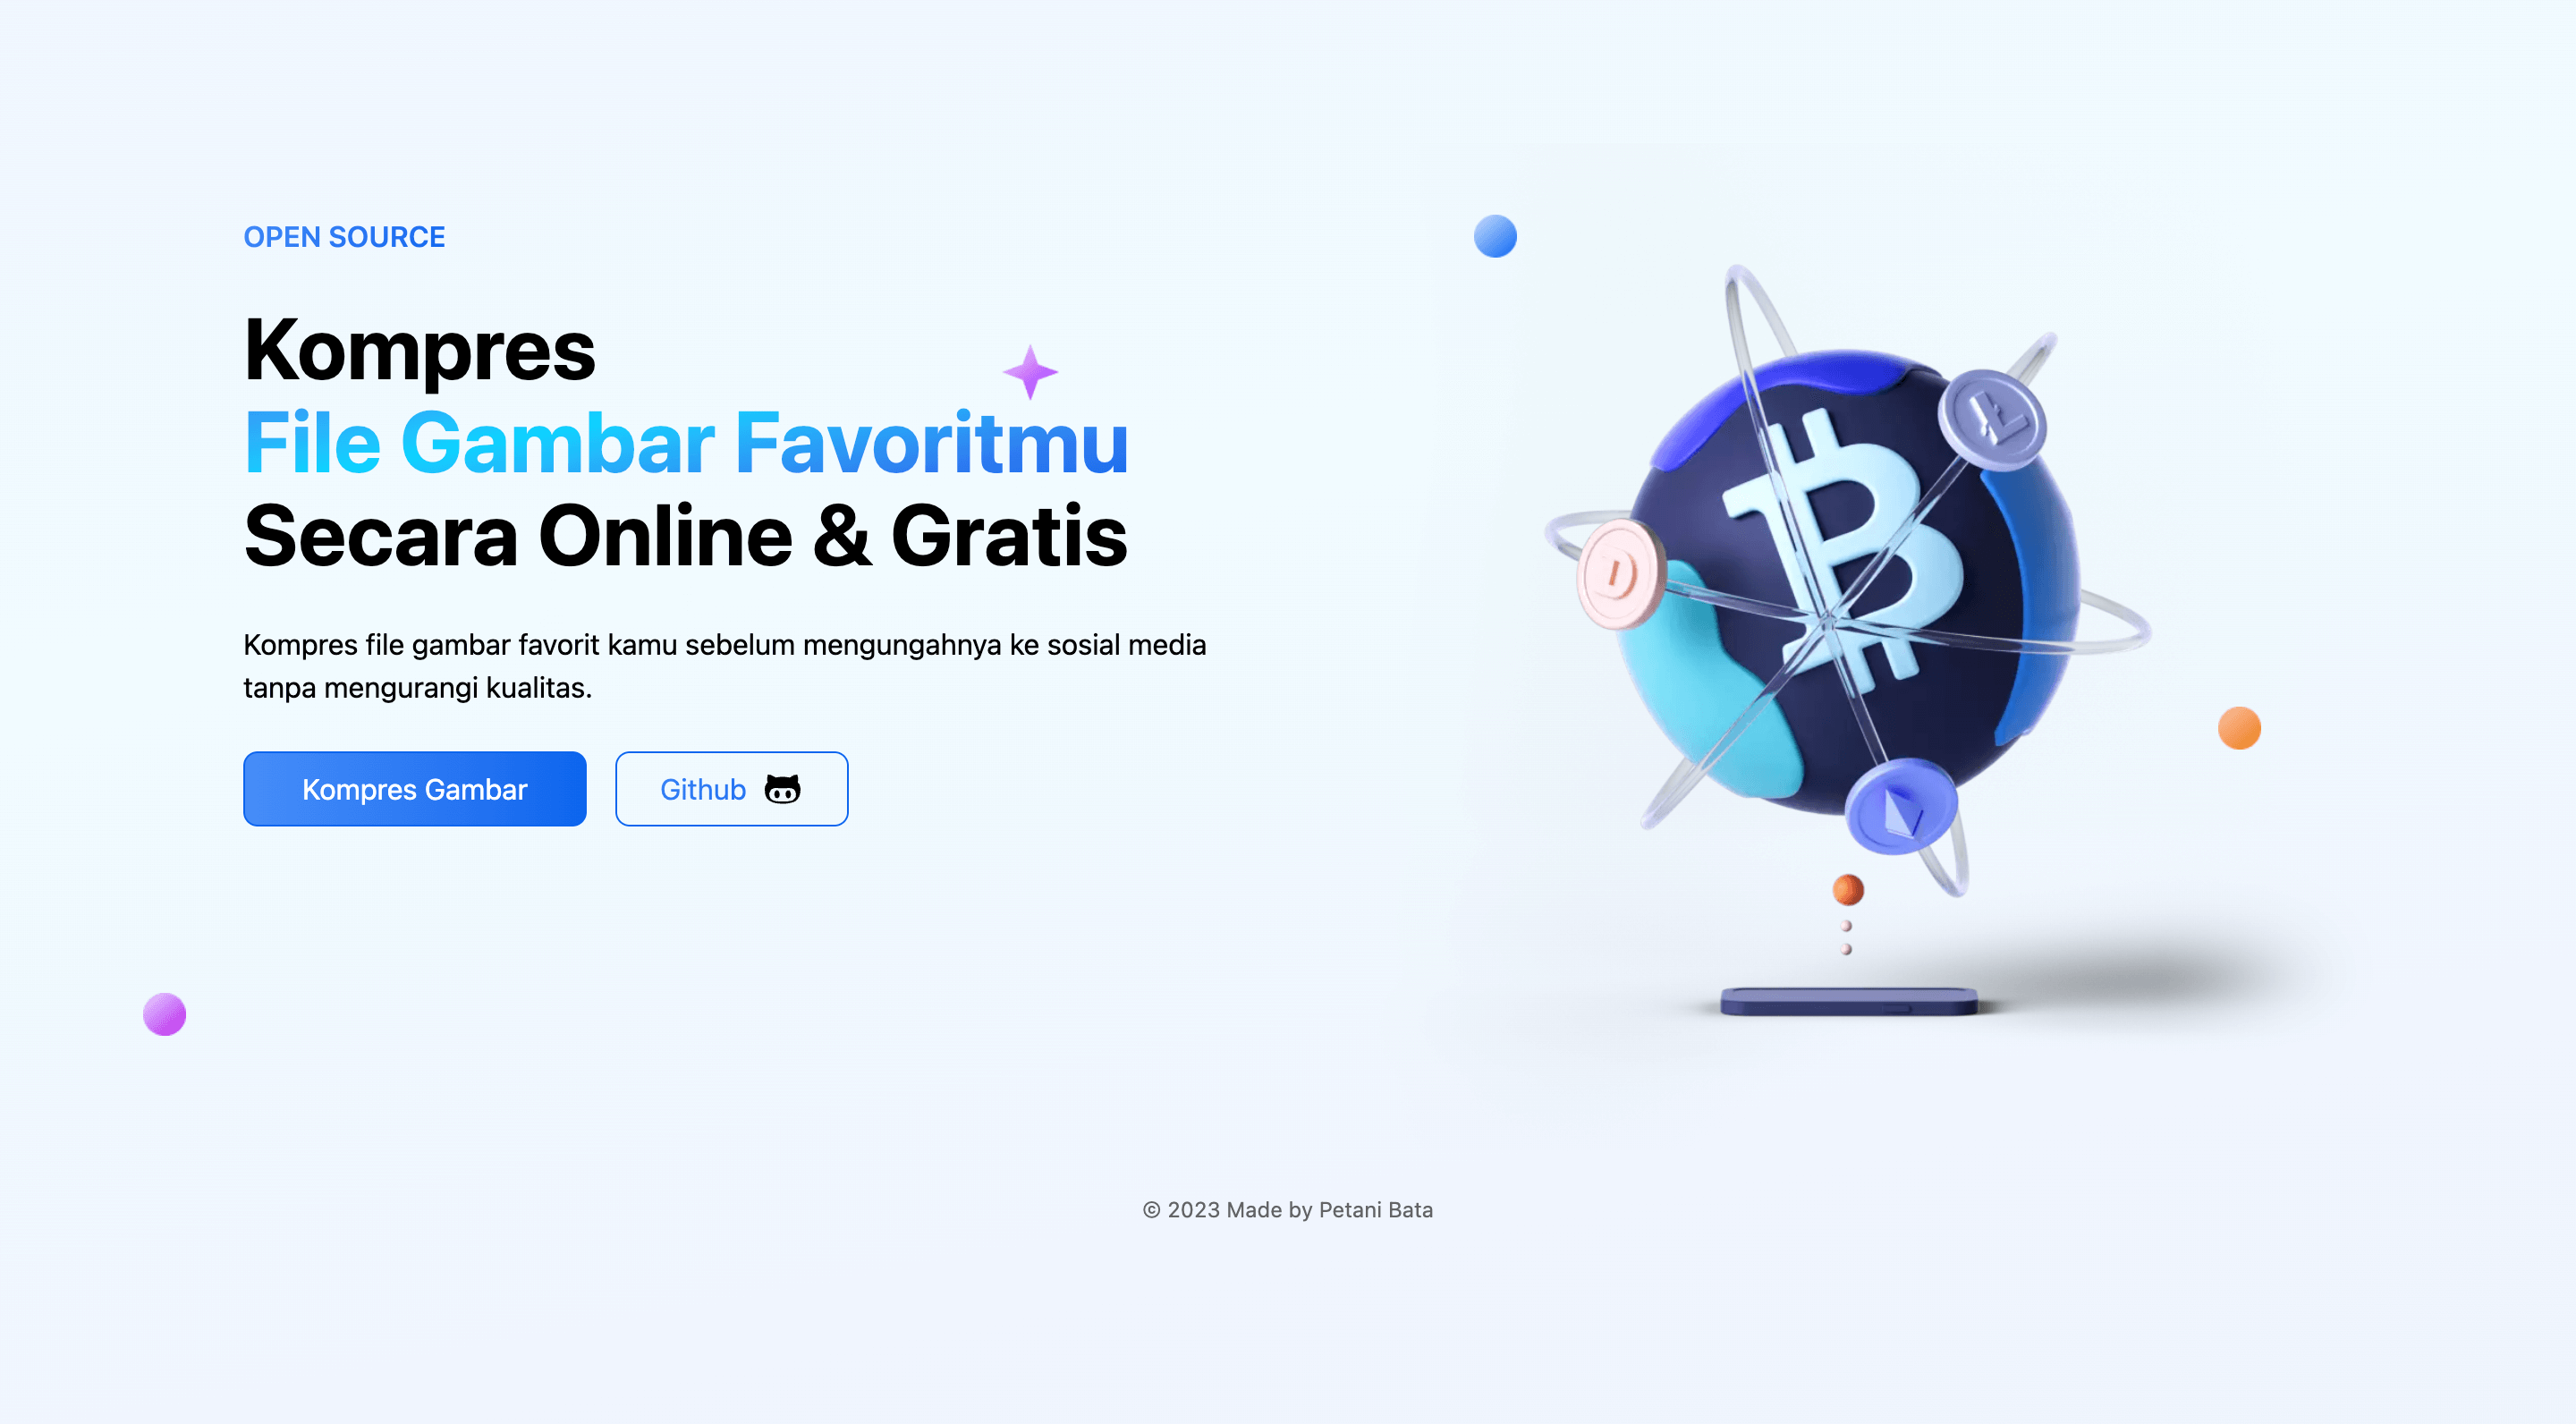 OPEN SOURCE
Kompres
File Gambar Favoritmu
Secara Online & Gratis
Kompres file gambar favorit kamu sebelum mengungahnya ke sosial media
tanpa mengurangi kualitas.
Kompres Gambar
Github
© 2023 Made by Petani Bata